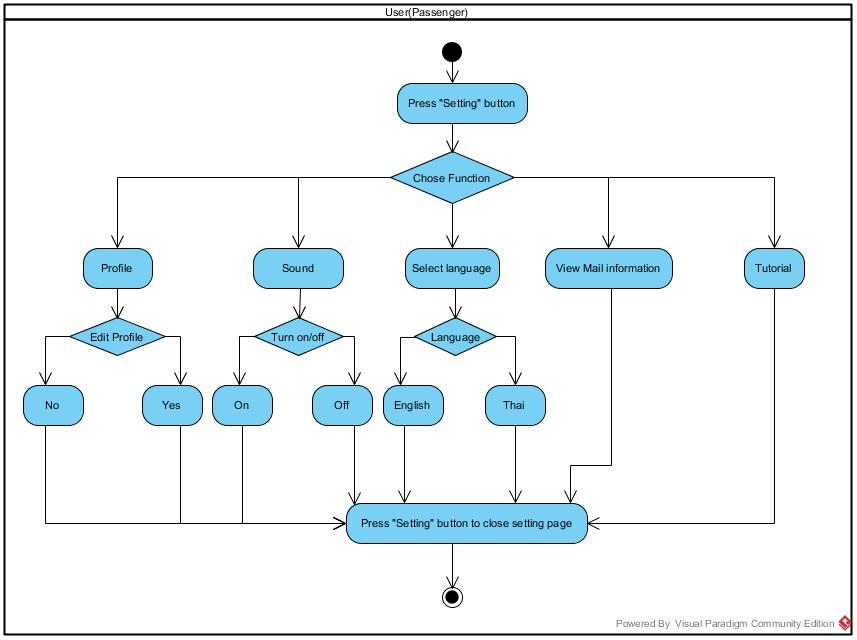 User(Passenger)
Press "Setting" button
Chose Function
Profile
Sound
Select language
View Mail information
Tutorial
Edit Profile
Turn on/off
Language
No
Yes
On
Off
English
Thai
Press "Setting" button to close setting page
Powered By Visual Paradigm Community Edition